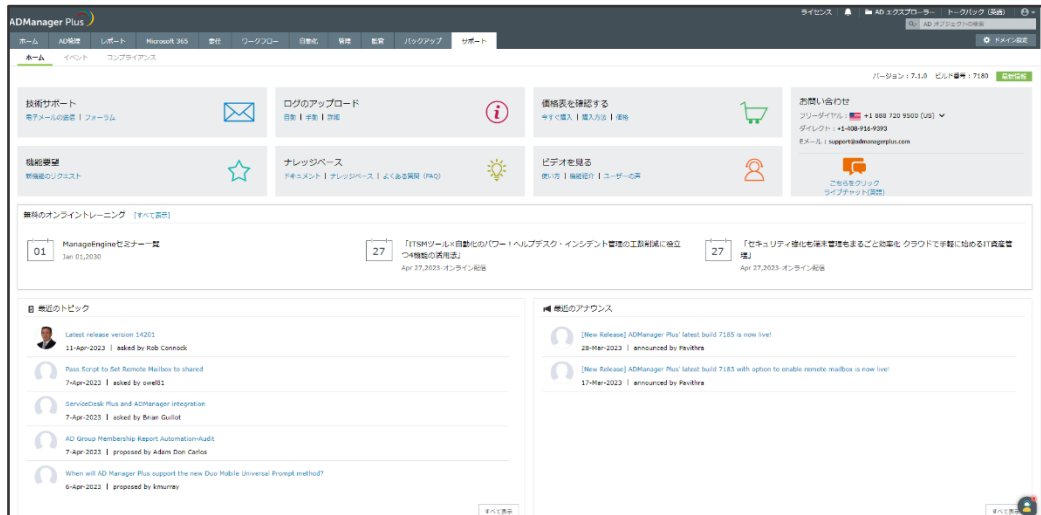 ライセンス AD エクスプローラー トークバック (英語)
ADManager Plus
AD オブジェクトの検索
ホーム AD管理 レポート Microsoft 365 委任 ワークフロー 自動化 管理 監査 バックアップ サポート
ドメイン設定
ホーム イベント コンプライアンス
バージョン : 7.1.0 ビルド番号 : 7180 最新情報
技術サポート
電子メールの送信 | フォーラム
ログのアップロード
自動 | 手動 | 詳細
価格表を確認する
今すぐ購入 | 購入方法 | 価格
お問い合わせ
フリーダイヤル : +1 888 720 9500 (US)
ダイレクト : +1-408-916-9393
Eメール : support@admanagerplus.com
機能要望
新機能のリクエスト
ナレッジベース
ドキュメント | ナレッジベース | よくある質問 (FAQ)
ビデオを見る
使い方 | 機能紹介 | ユーザーの声
こちらをクリック
ライブチャット(英語)
無料のオンライントレーニング [すべて表示]
01
ManageEngineセミナー一覧
Jan 01,2030
27
「ITSMツール×自動化のパワー！ヘルプデスク・インシデント管理の工数削減に役立
つ4機能の活用法」
Apr 27,2023-オンライン配信
27
「セキュリティ強化も端末管理もまるごと効率化 クラウドで手軽に始めるIT資産管
理」
Apr 27,2023-オンライン配信
最近のトピック
Latest release version 14201
11-Apr-2023 | asked by Rob Connock
Pass Script to Set Remote Mailbox to shared
7-Apr-2023 | asked by owel81
ServiceDesk Plus and ADManager integration
7-Apr-2023 | asked by Brian Guillot
AD Group Membership Report Automation-Audit
7-Apr-2023 | proposed by Adam Don Carlos
When will AD Manager Plus support the new Duo Mobile Universal Prompt method?
6-Apr-2023 | proposed by kmurray
すべて表示
最近のアナウンス
[New Release] ADManager Plus' latest build 7185 is now live!
28-Mar-2023 | announced by Pavithra
[New Release] ADManager Plus' latest build 7183 with option to enable remote mailbox is now live!
17-Mar-2023 | announced by Pavithra
すべて表示